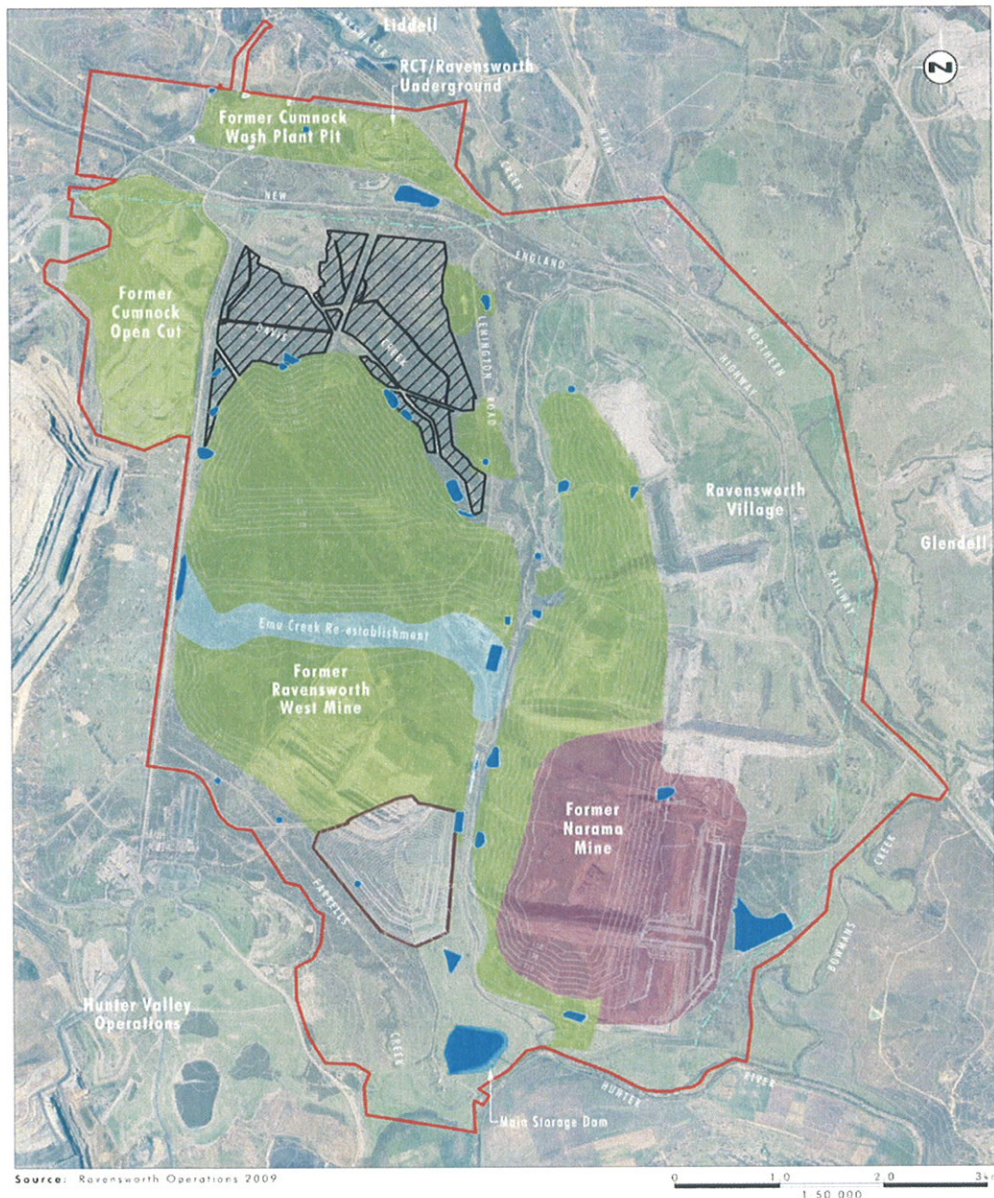 Liddell
N
RCT/Ravensworth
Underground
Former Cumnock
Wash Plant Pit
CREEK
MAIN
NEW
ENGLAND
Former
Cumnock
Open Cut
DAVIS
LEMINGTON
ROAD
NORTHERN
HIGHWAY
Ravensworth
Village
Glendell
RAILWAY
Emu Creek Re-establishment
Former
Ravensworth
West Mine
Former
Narama
Mine
FARRELLS
CREEK
BOWMANS
CREEK
Hunter Valley
Operations
HUNTER
RIVER
Main Storage Dam
Source: Ravensworth Operations 2009
0 1.0 2.0 3km
1:50 000